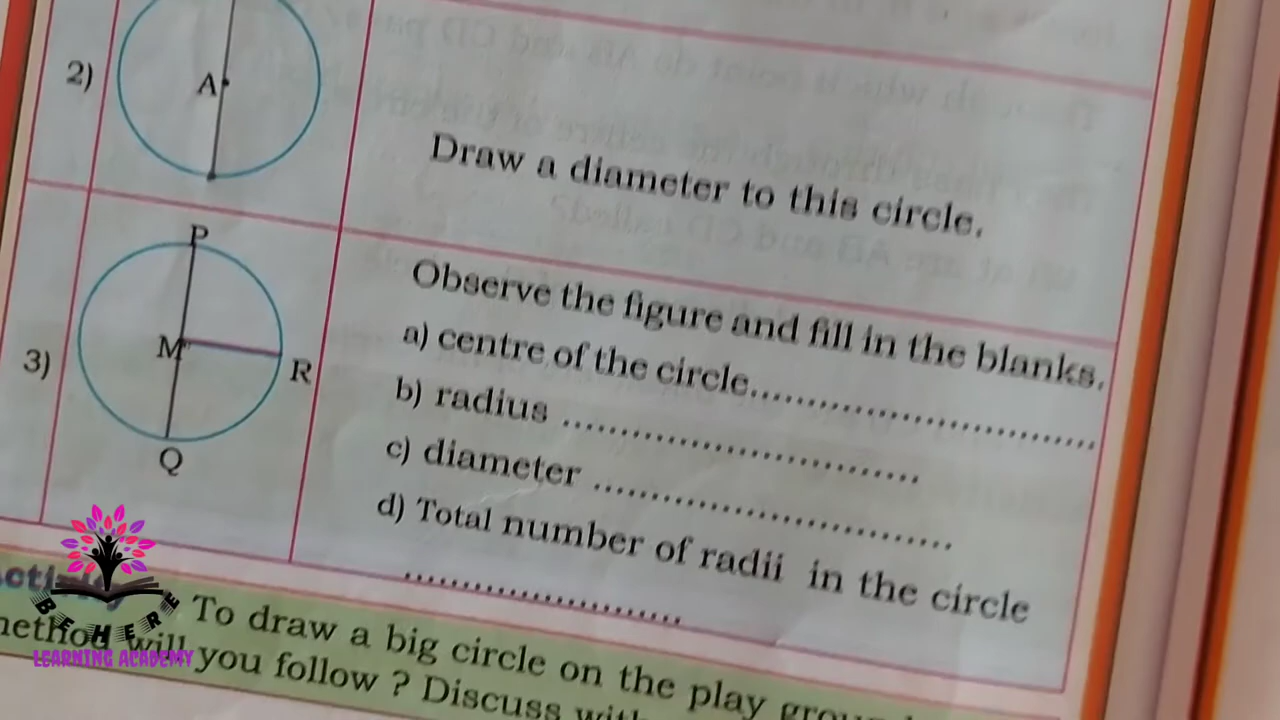 2)
A
Draw a diameter to this circle.
P
M
R
Q
3)
Observe the figure and fill in the blanks.
a) centre of the circle..............................
b) radius ..............................
c) diameter ..............................
d) Total number of radii in the circle
........................
To draw a big circle on the play
method will you follow ? Discuss with
BE HERE
LEARNING ACADEMY